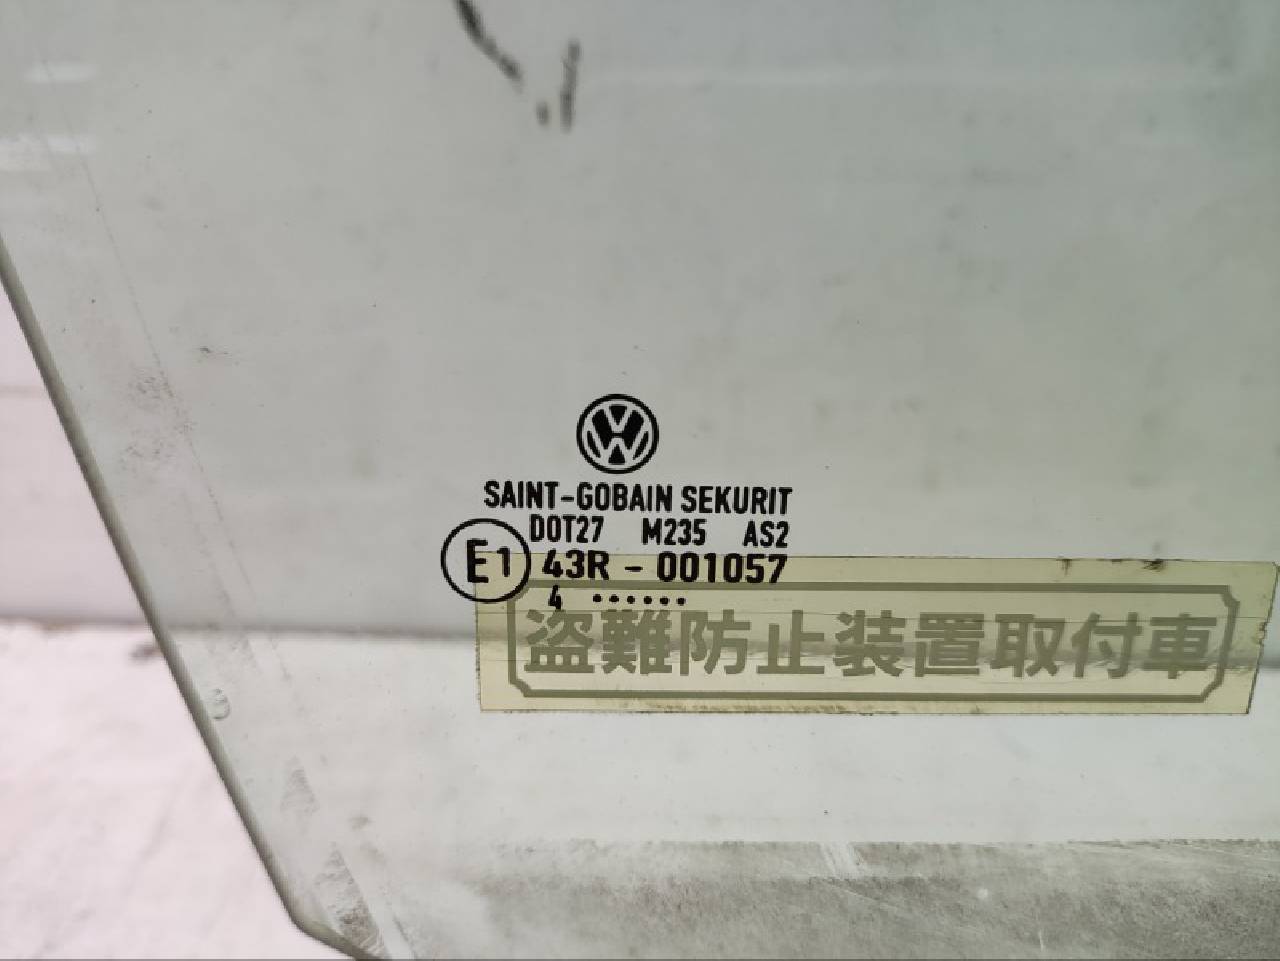 SAINT-GOBAIN SEKURIT
DOT27 M235 AS2
E1 43R - 001057
4 ••••••
盗難防止装置取付車